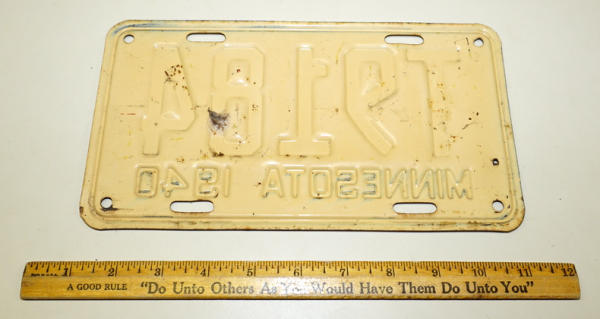 T9184
MINNESOTA 1940
1 2 3 4 5 6 7 8 9 10 11 12
A GOOD RULE "Do Unto Others As You Would Have Them Do Unto You"